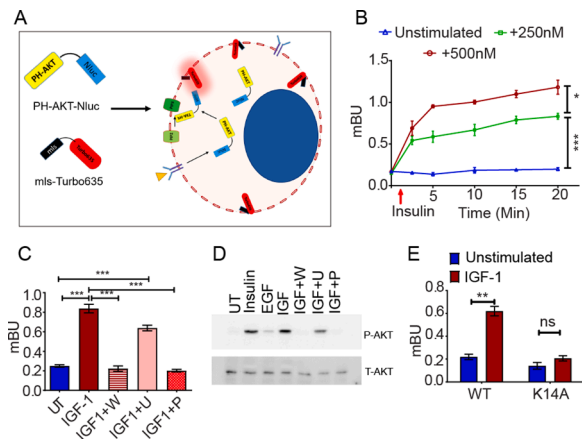 A
PH-AKT
Nluc
PH-AKT-Nluc
mls
Turbo635
mls-Turbo635
B
Unstimulated
+250nM
+500nM
mBU
1.5
1.0
0.5
0.0
5
10
15
20
Insulin
Time (Min)
*
***
C
mBU
1.0
0.8
0.6
0.4
0.2
0.0
***
***
***
***
UT
IGF-1
IGF1+W
IGF1+U
IGF1+P
D
UT
Insulin
EGF
IGF
IGF+W
IGF+U
IGF+P
P-AKT
T-AKT
E
Unstimulated
IGF-1
mBU
0.8
0.6
0.4
0.2
0.0
**
ns
WT
K14A